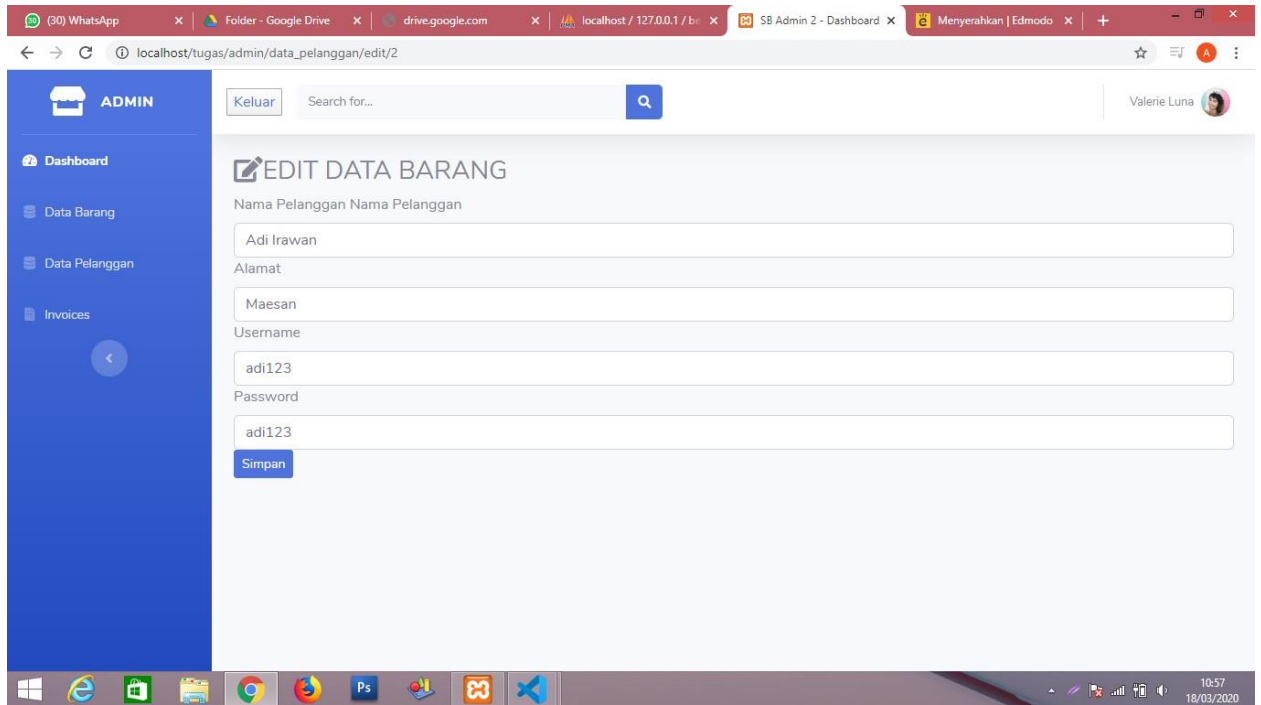 (30) WhatsApp
Folder - Google Drive
drive.google.com
localhost / 127.0.0.1 / be
SB Admin 2 - Dashboard
Menyerahkan | Edmodo
localhost/tugas/admin/data_pelanggan/edit/2
A
ADMIN
Keluar
Search for...
Valerie Luna
Dashboard
Data Barang
Data Pelanggan
Invoices
EDIT DATA BARANG
Nama Pelanggan Nama Pelanggan
Adi Irawan
Alamat
Maesan
Username
adi123
Password
adi123
Simpan
Ps
10:57
18/03/2020